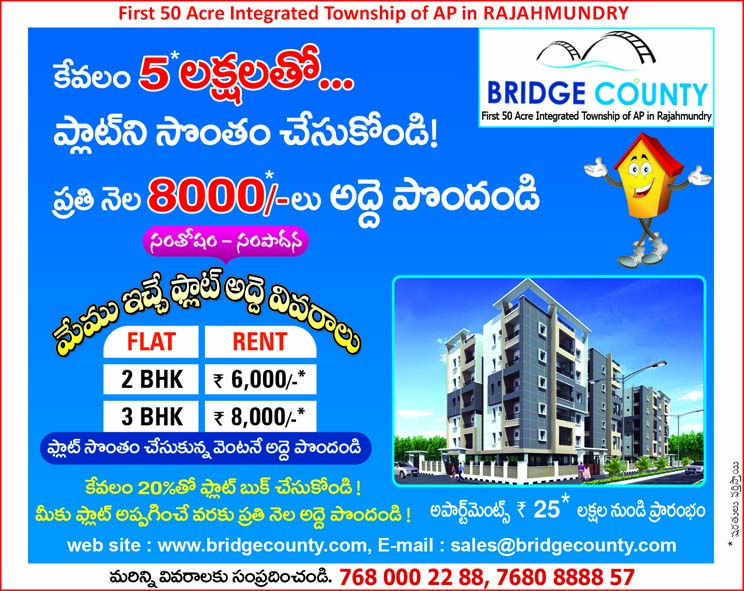 First 50 Acre Integrated Township of AP in RAJAHMUNDRY
కేవలం 5* లక్షలతో...
ప్లాట్‌ని సొంతం చేసుకోండి!
ప్రతి నెల 8000*/-లు అద్దె పొందండి
BRIDGE COUNTY
First 50 Acre Integrated Township of AP in Rajahmundry
సంతోషం – సంపాదన
మేము ఇచ్చే ఫ్లాట్ అద్దె వివరాలు
FLAT RENT
2 BHK ₹ 6,000/-*
3 BHK ₹ 8,000/-*
ఫ్లాట్ సొంతం చేసుకున్న వెంటనే అద్దె పొందండి
కేవలం 20%తో ఫ్లాట్ బుక్ చేసుకోండి !
మీకు ఫ్లాట్ అప్పగించే వరకు ప్రతి నెల అద్దె పొందండి !
అపార్ట్‌మెంట్స్ ₹ 25* లక్షల నుండి ప్రారంభం
* షరతులు వర్తిస్తాయి
web site : www.bridgecounty.com, E-mail : sales@bridgecounty.com
మరిన్ని వివరాలకు సంప్రదించండి. 768 000 22 88, 7680 8888 57